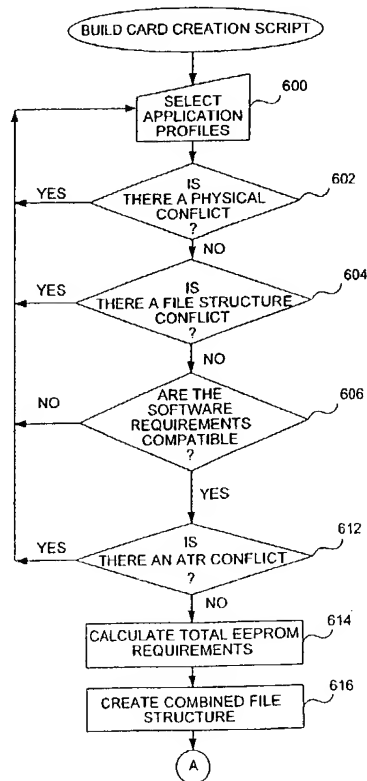 BUILD CARD CREATION SCRIPT
SELECT
APPLICATION
PROFILES
600
IS
THERE A PHYSICAL
CONFLICT
?
602
YES
NO
IS
THERE A FILE STRUCTURE
CONFLICT
?
604
YES
NO
ARE THE
SOFTWARE
REQUIREMENTS
COMPATIBLE
?
606
NO
YES
IS
THERE AN ATR CONFLICT
?
612
YES
NO
CALCULATE TOTAL EEPROM
REQUIREMENTS
614
CREATE COMBINED FILE
STRUCTURE
616
A